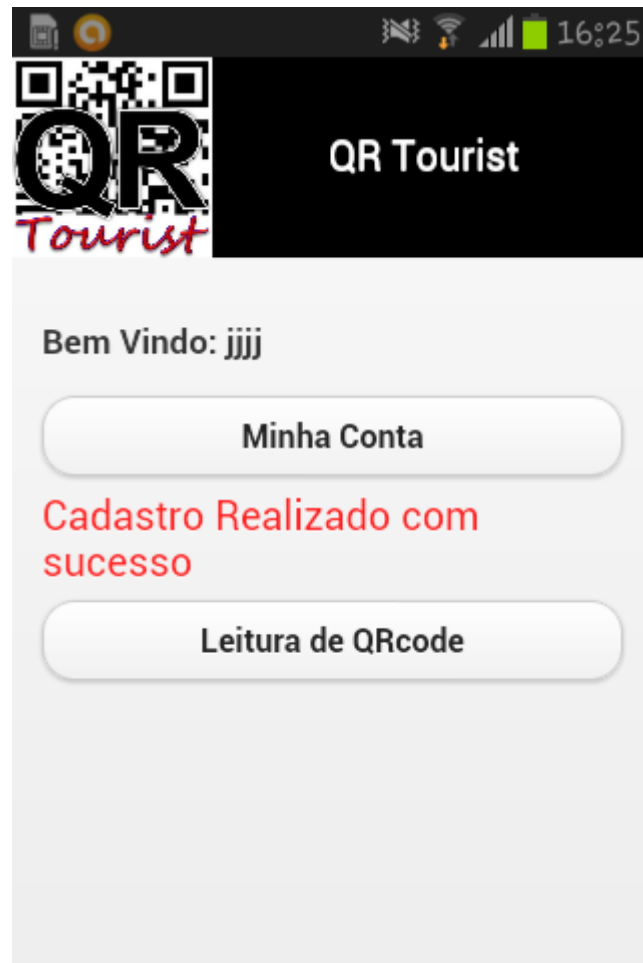 16:25
QR
Tourist
QR Tourist
Bem Vindo: jjjj
Minha Conta
Cadastro Realizado com
sucesso
Leitura de QRcode